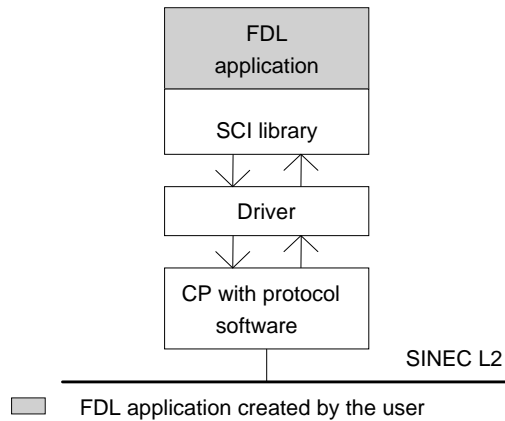 FDL
application
SCI library
Driver
CP with protocol
software
SINEC L2
FDL application created by the user